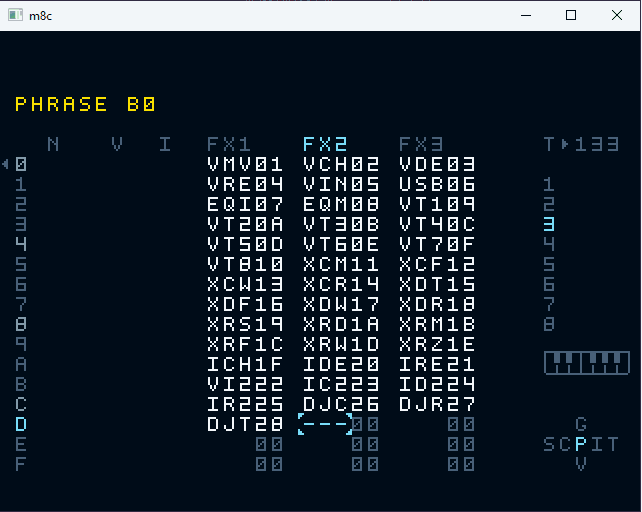 m8c
PHRASE B0
N V I FX1 FX2 FX3 T▸133
0 VMV01 VCH02 VDE03
1 VRE04 VIN05 USB06 1
2 EQI07 EQM08 VT109 2
3 VT20A VT30B VT40C 3
4 VT50D VT60E VT70F 4
5 VT810 XCM11 XCF12 5
6 XCW13 XCR14 XDT15 6
7 XDF16 XDW17 XDR18 7
8 XRS19 XRD1A XRM1B 8
9 XRF1C XRW1D XRZ1E
A ICH1F IDE20 IRE21
B VI222 IC223 ID224
C IR225 DJC26 DJR27
D DJT28 ---00 00 G
E 00 00 00 SCPIT
F 00 00 00 V